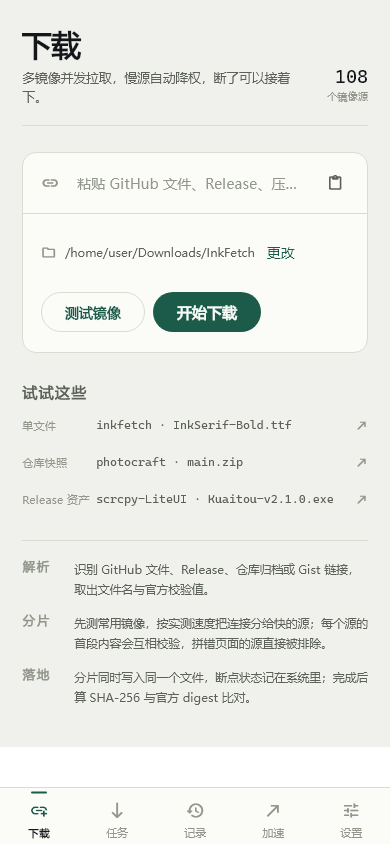 下载
多镜像并发拉取，慢源自动降权，断了可以接着
下。
108
个镜像源
粘贴 GitHub 文件、Release、压...
/home/user/Downloads/InkFetch 更改
测试镜像 开始下载
试试这些
单文件 inkfetch · InkSerif-Bold.ttf
仓库快照 photocraft · main.zip
Release 资产 scrcpy-LiteUI · Kuaitou-v2.1.0.exe
解析 识别 GitHub 文件、Release、仓库归档或 Gist 链接，
取出文件名与官方校验值。
分片 先测常用镜像，按实测速度把连接分给快的源；每个源的
首段内容会互相校验，拼错页面的源直接被排除。
落地 分片同时写入同一个文件，断点状态记在系统里；完成后
算 SHA-256 与官方 digest 比对。
下载 任务 记录 加速 设置